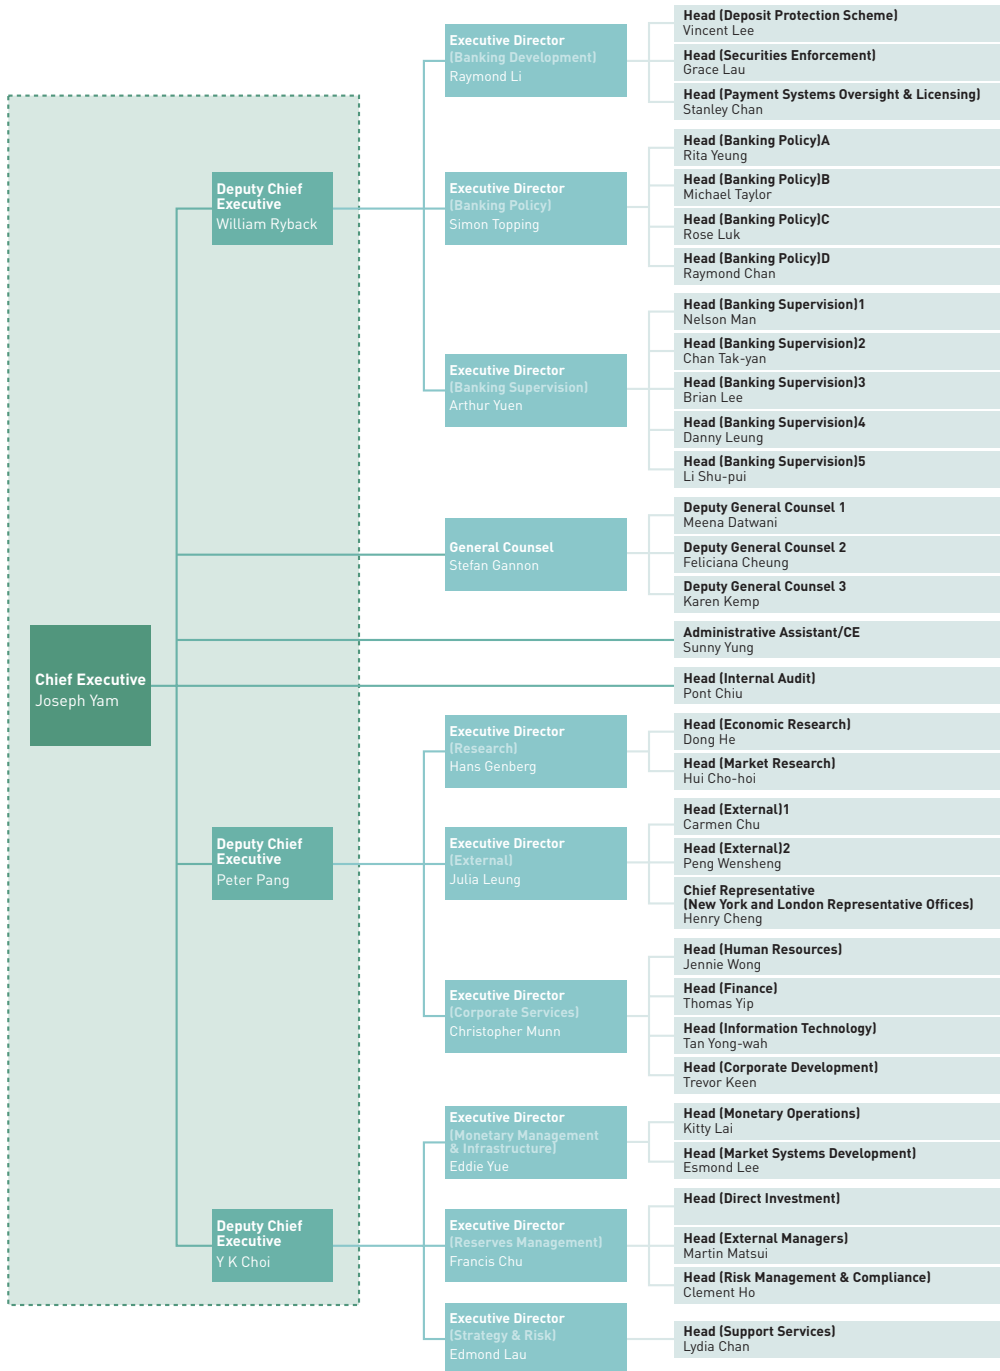 Chief Executive
Joseph Yam
Deputy Chief
Executive
William Ryback
Executive Director
(Banking Development)
Raymond Li
Head (Deposit Protection Scheme)
Vincent Lee
Head (Securities Enforcement)
Grace Lau
Head (Payment Systems Oversight & Licensing)
Stanley Chan
Executive Director
(Banking Policy)
Simon Topping
Head (Banking Policy)A
Rita Yeung
Head (Banking Policy)B
Michael Taylor
Head (Banking Policy)C
Rose Luk
Head (Banking Policy)D
Raymond Chan
Executive Director
(Banking Supervision)
Arthur Yuen
Head (Banking Supervision)1
Nelson Man
Head (Banking Supervision)2
Chan Tak-yan
Head (Banking Supervision)3
Brian Lee
Head (Banking Supervision)4
Danny Leung
Head (Banking Supervision)5
Li Shu-pui
General Counsel
Stefan Gannon
Deputy General Counsel 1
Meena Datwani
Deputy General Counsel 2
Feliciana Cheung
Deputy General Counsel 3
Karen Kemp
Administrative Assistant/CE
Sunny Yung
Head (Internal Audit)
Pont Chiu
Deputy Chief
Executive
Peter Pang
Executive Director
(Research)
Hans Genberg
Head (Economic Research)
Dong He
Head (Market Research)
Hui Cho-hoi
Executive Director
(External)
Julia Leung
Head (External)1
Carmen Chu
Head (External)2
Peng Wensheng
Chief Representative
(New York and London Representative Offices)
Henry Cheng
Executive Director
(Corporate Services)
Christopher Munn
Head (Human Resources)
Jennie Wong
Head (Finance)
Thomas Yip
Head (Information Technology)
Tan Yong-wah
Head (Corporate Development)
Trevor Keen
Deputy Chief
Executive
Y K Choi
Executive Director
(Monetary Management
& Infrastructure)
Eddie Yue
Head (Monetary Operations)
Kitty Lai
Head (Market Systems Development)
Esmond Lee
Executive Director
(Reserves Management)
Francis Chu
Head (Direct Investment)
Head (External Managers)
Martin Matsui
Head (Risk Management & Compliance)
Clement Ho
Executive Director
(Strategy & Risk)
Edmond Lau
Head (Support Services)
Lydia Chan